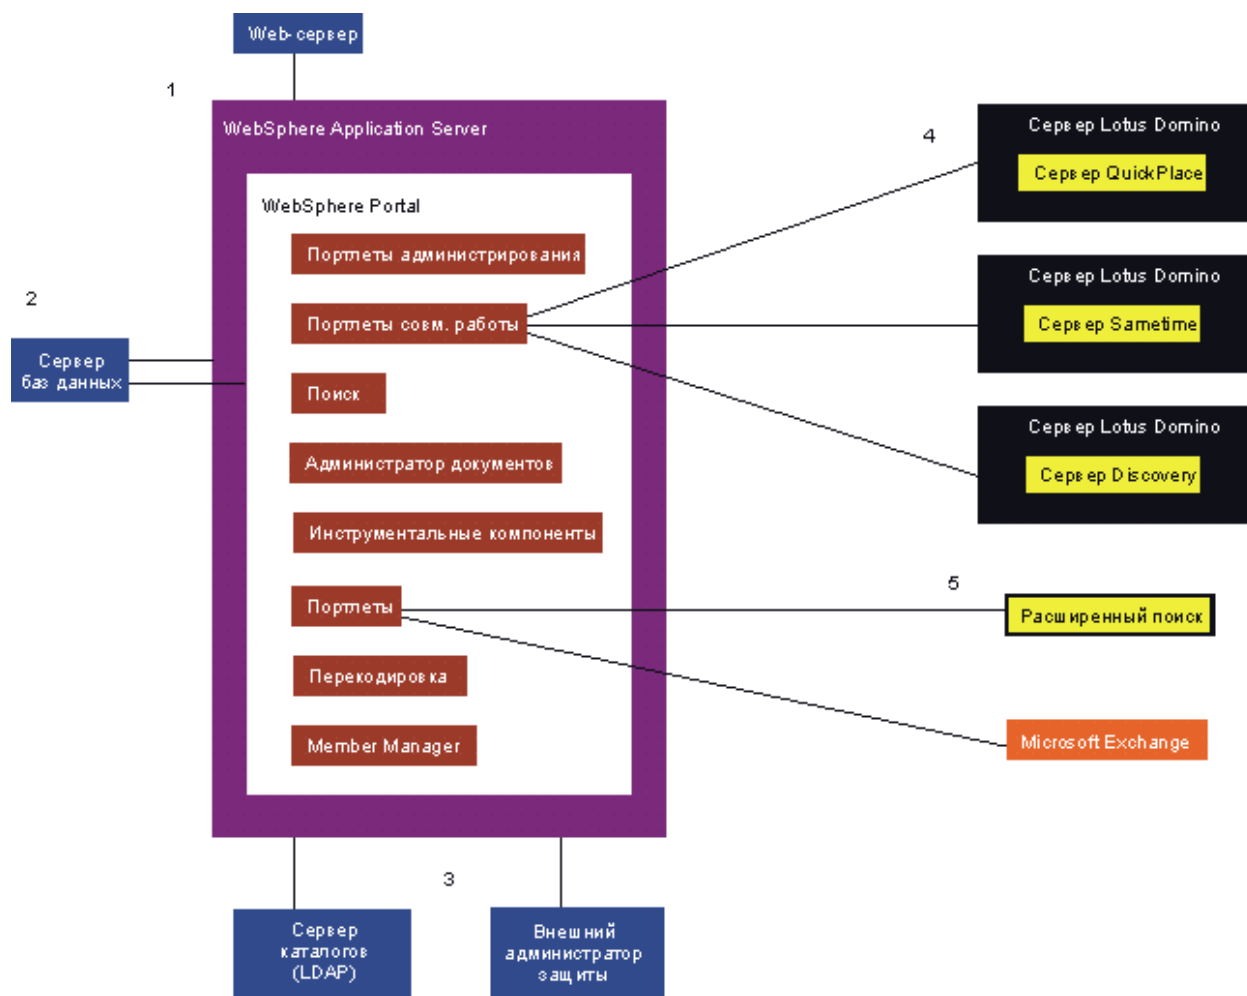 Web-сервер
1
WebSphere Application Server
WebSphere Portal
Портлеты администрирования
Портлеты совм. работы
Поиск
Администратор документов
Инструментальные компоненты
Портлеты
Перекодировка
Member Manager
2
Сервер
баз данных
3
Сервер
каталогов
(LDAP)
Внешний
администратор
защиты
4
Сервер Lotus Domino
Сервер QuickPlace
Сервер Lotus Domino
Сервер Sametime
Сервер Lotus Domino
Сервер Discovery
5
Расширенный поиск
Microsoft Exchange